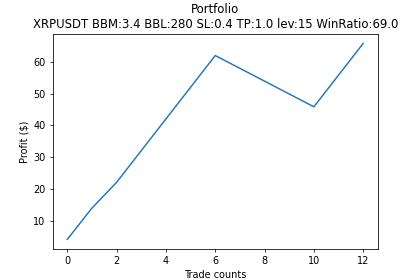 Portfolio
XRPUSDT BBM:3.4 BBL:280 SL:0.4 TP:1.0 lev:15 WinRatio:69.0
60
50
40
30
20
10
Profit ($)
0 2 4 6 8 10 12
Trade counts